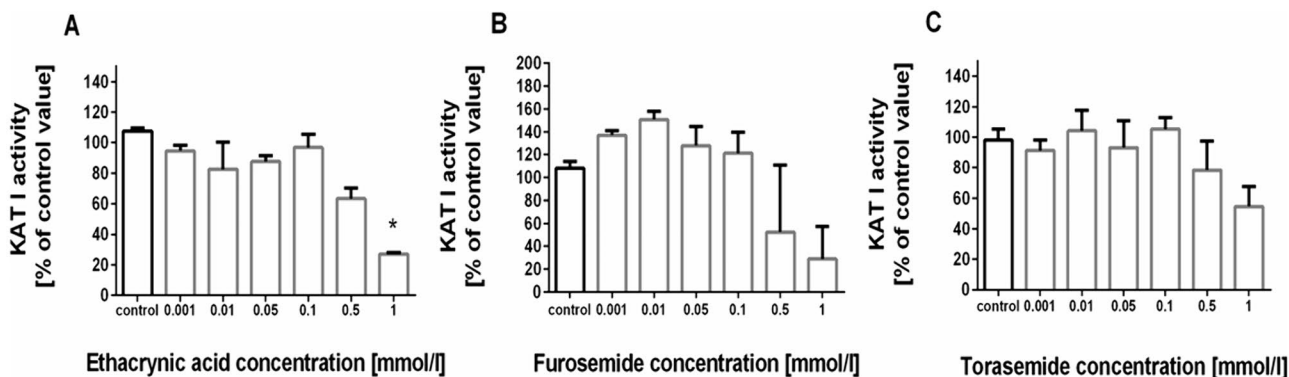 A
KAT I activity
[% of control value]
140
120
100
80
60
40
20
0
*
control 0.001 0.01 0.05 0.1 0.5 1
Ethacrynic acid concentration [mmol/l]
B
KAT I activity
[% of control value]
200
180
160
140
120
100
80
60
40
20
0
control 0.001 0.01 0.05 0.1 0.5 1
Furosemide concentration [mmol/l]
C
KAT I activity
[% of control value]
140
120
100
80
60
40
20
0
control 0.001 0.01 0.05 0.1 0.5 1
Torasemide concentration [mmol/l]